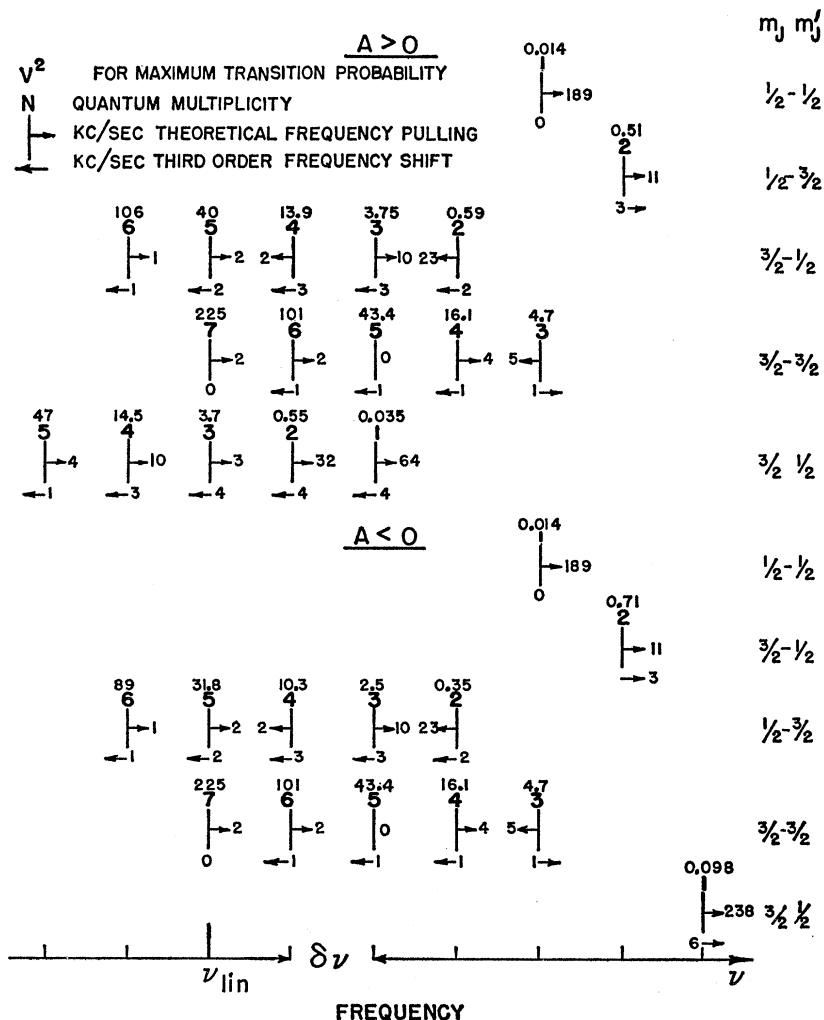 A > O
m_J m'_J
V² FOR MAXIMUM TRANSITION PROBABILITY
N QUANTUM MULTIPLICITY
KC/SEC THEORETICAL FREQUENCY PULLING
KC/SEC THIRD ORDER FREQUENCY SHIFT
0.014
1
189
0
½-½
0.51
2
11
3
½-³⁄₂
106 40 13.9 3.75 0.59
6 5 4 3 2
1 2 2 10 23
1 2 3 3 2
³⁄₂-½
225 101 43.4 16.1 4.7
7 6 5 4 3
2 2 0 4 5
0 1 1 1 1
³⁄₂-³⁄₂
47 14.5 3.7 0.55 0.035
5 4 3 2 1
4 10 3 32 64
1 3 4 4 4
³⁄₂ ½
A < O
0.014
1
189
0
½-½
0.71
2
11
3
³⁄₂-½
89 31.8 10.3 2.5 0.35
6 5 4 3 2
1 2 2 10 23
1 2 3 3 2
½-³⁄₂
225 101 43.4 16.1 4.7
7 6 5 4 3
2 2 0 4 5
0 1 1 1 1
³⁄₂-³⁄₂
0.098
1
238
6
³⁄₂ ½
ν_lin δν ν
FREQUENCY